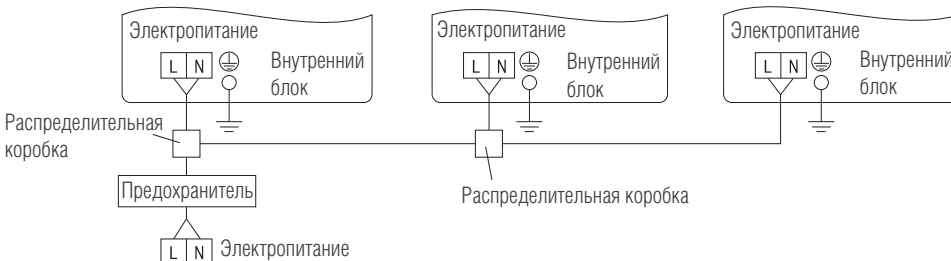 Электропитание
L N
Внутренний
блок
Электропитание
L N
Внутренний
блок
Электропитание
L N
Внутренний
блок
Распределительная
коробка
Распределительная коробка
Предохранитель
L N
Электропитание